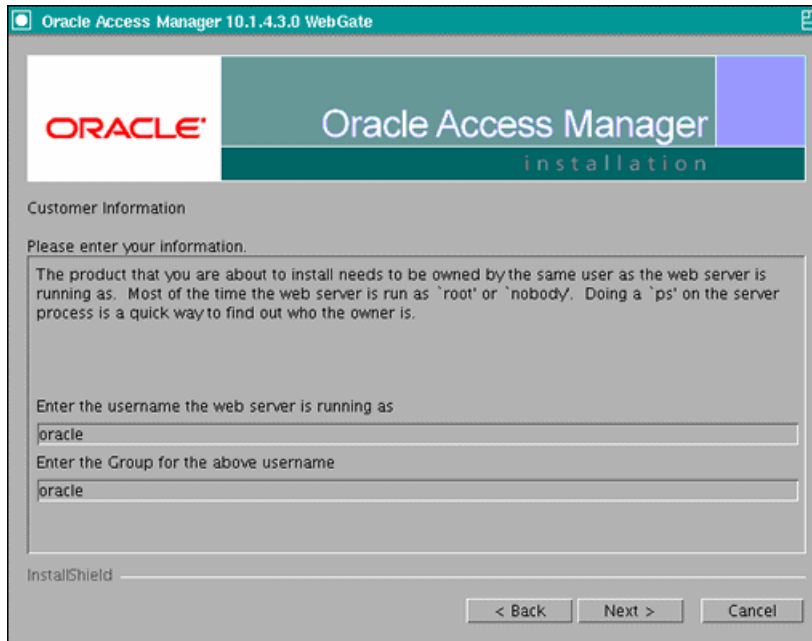 Oracle Access Manager 10.1.4.3.0 WebGate
ORACLE®
Oracle Access Manager
installation
Customer Information
Please enter your information.
The product that you are about to install needs to be owned by the same user as the web server is
running as. Most of the time the web server is run as `root' or `nobody'. Doing a `ps' on the server
process is a quick way to find out who the owner is.
Enter the username the web server is running as
oracle
Enter the Group for the above username
oracle
InstallShield
< Back Next > Cancel